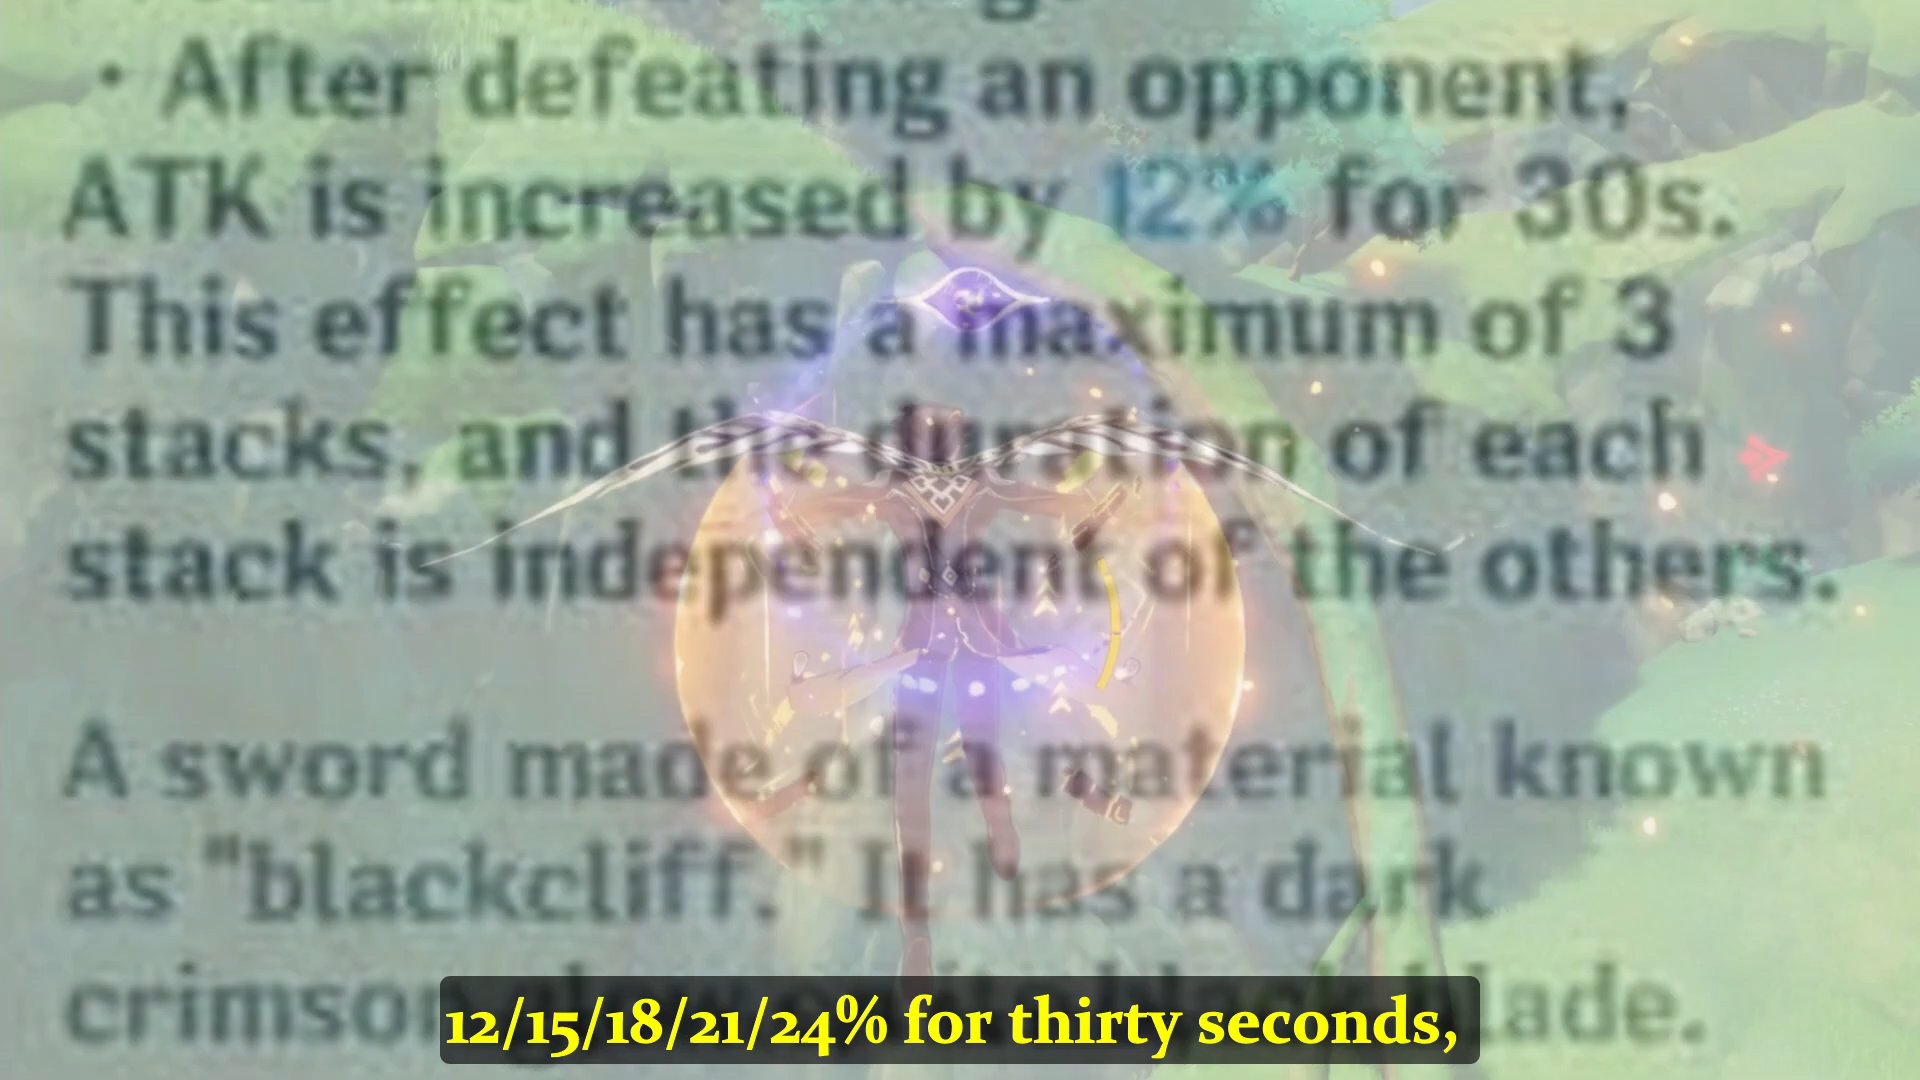 • After defeating an opponent,
ATK is increased by 12% for 30s.
This effect has a maximum of 3
stacks, and the duration of each
stack is independent of the others.
A sword made of a material known
as "blackcliff." It has a dark
crimson blade.
12/15/18/21/24% for thirty seconds,